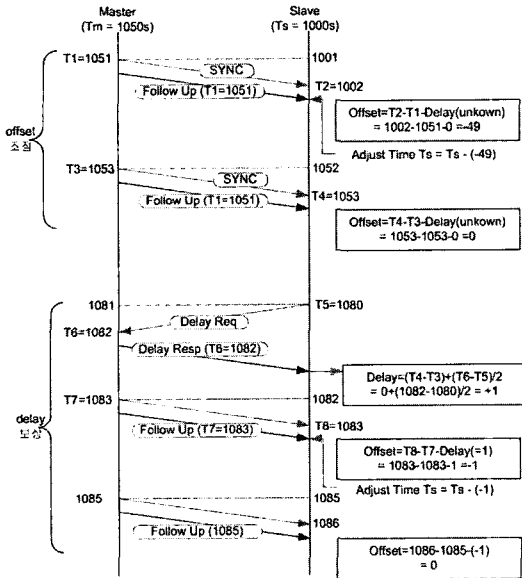 Master
(Tm = 1050s)
Slave
(Ts = 1000s)
T1=1051
1001
SYNC
T2=1002
Follow Up (T1=1051)
Offset=T2-T1-Delay(unkown)
= 1002-1051-0 =-49
offset
조절
Adjust Time Ts = Ts - (-49)
T3=1053
1052
SYNC
T4=1053
Follow Up (T1=1051)
Offset=T4-T3-Delay(unkown)
= 1053-1053-0 =0
1081
T5=1080
Delay Req
T6=1082
Delay Resp (T6=1082)
Delay=(T4-T3)+(T6-T5)/2
= 0+(1082-1080)/2 = +1
T7=1083
1082
delay
보상
T8=1083
Follow Up (T7=1083)
Offset=T8-T7-Delay(=1)
= 1083-1083-1 =-1
Adjust Time Ts = Ts - (-1)
1085
1085
1086
Follow Up (1085)
Offset=1086-1085-(-1)
= 0